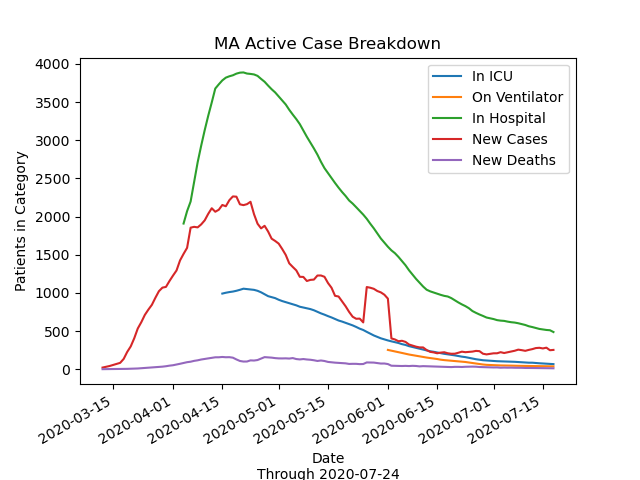 MA Active Case Breakdown
In ICU
On Ventilator
In Hospital
New Cases
New Deaths
4000
3500
3000
2500
2000
1500
1000
500
0
Patients in Category
2020-03-15
2020-04-01
2020-04-15
2020-05-01
2020-05-15
2020-06-01
2020-06-15
2020-07-01
2020-07-15
Date
Through 2020-07-24